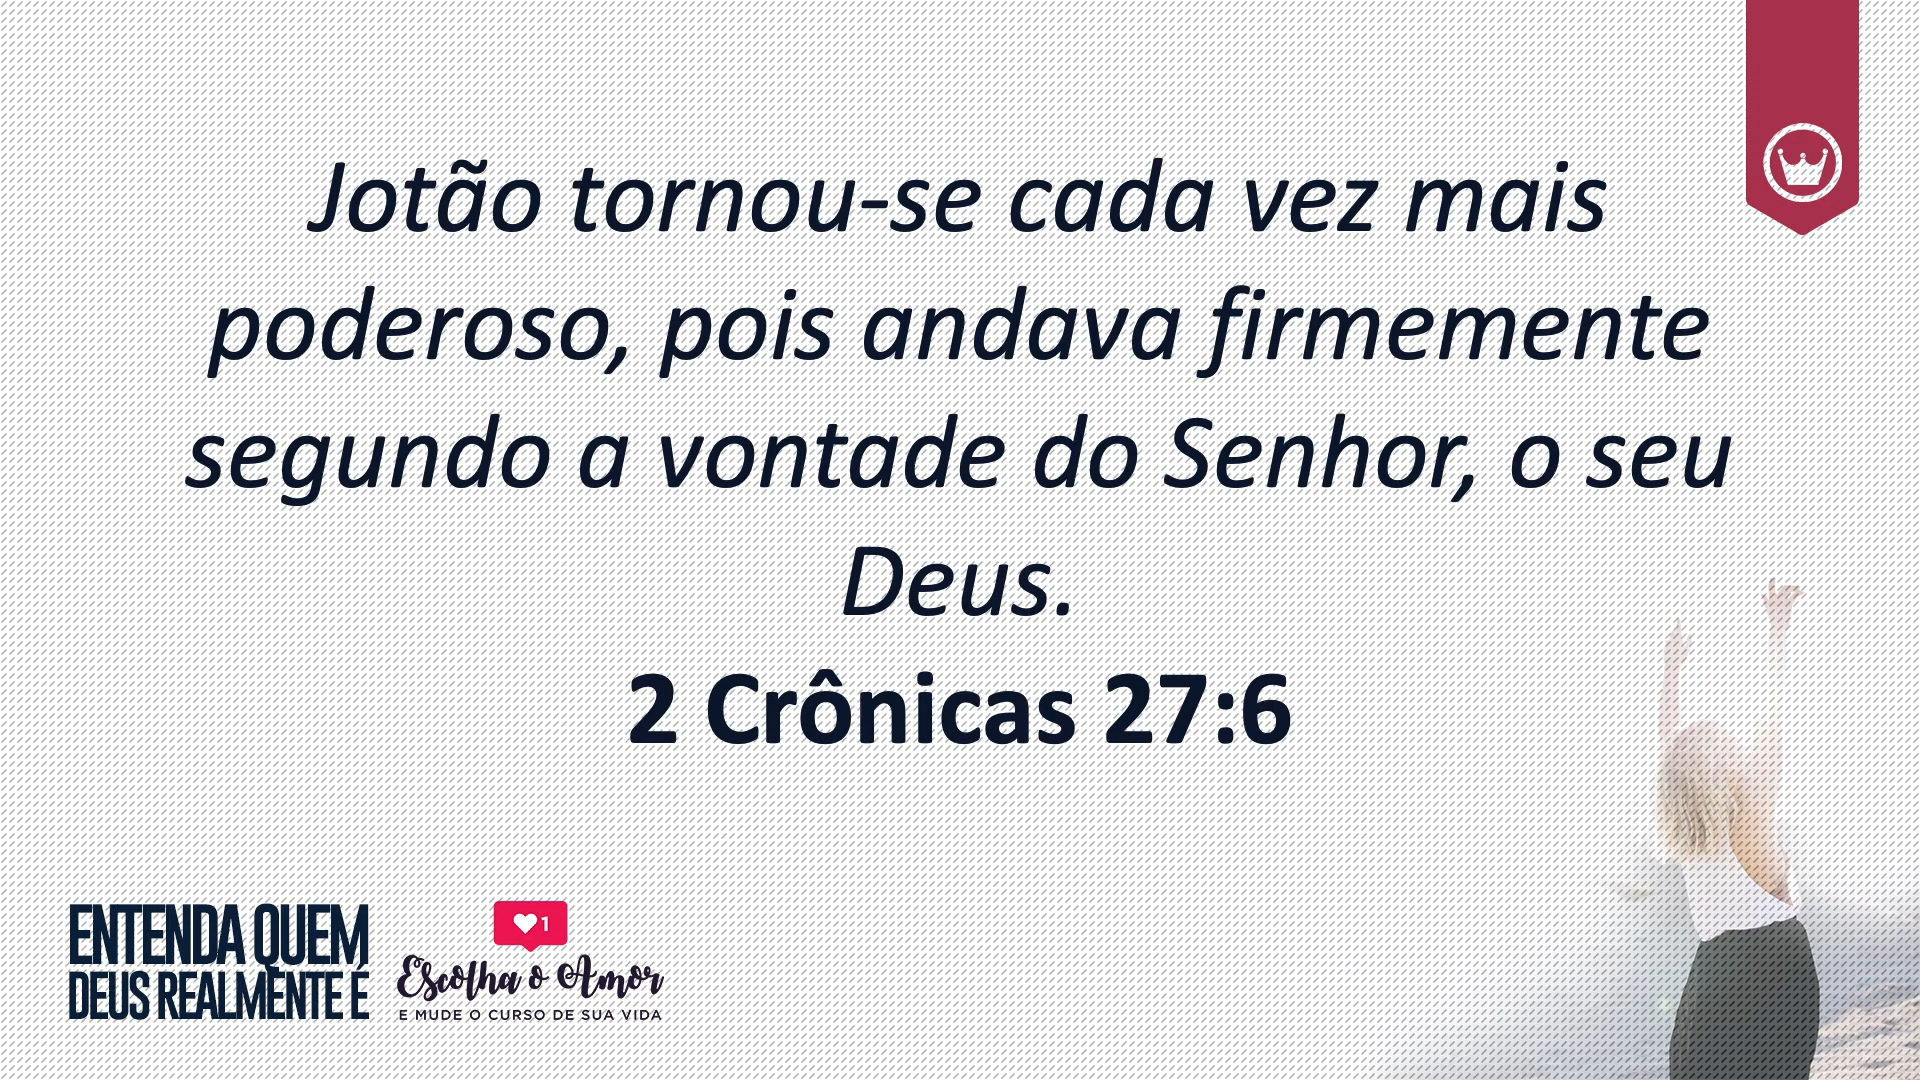 Jotão tornou-se cada vez mais
poderoso, pois andava firmemente
segundo a vontade do Senhor, o seu
Deus.
2 Crônicas 27:6
ENTENDA QUEM
DEUS REALMENTE É
1
Escolha o Amor
E MUDE O CURSO DE SUA VIDA